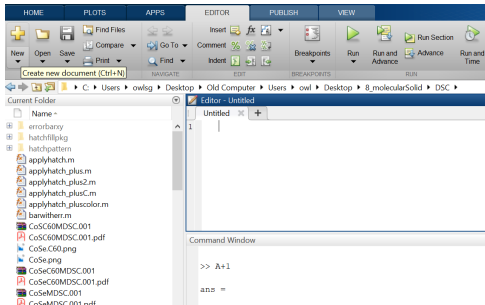 HOME PLOTS APPS EDITOR PUBLISH VIEW
New Open Save
Find Files
Compare
Print
Go To
Find
Insert fx
Comment %
Indent
Breakpoints
Run
Run and Advance
Run Section
Advance
Run and Time
Create new document (Ctrl+N)
NAVIGATE EDIT BREAKPOINTS RUN
C: Users owlsg Desktop Old Computer Users owl Desktop 8_molecularSolid DSC
Current Folder
Name
errorbarxy
hatchfillpkg
hatchpattern
applyhatch.m
applyhatch_plus.m
applyhatch_plus2.m
applyhatch_plusC.m
applyhatch_pluscolor.m
barwitherr.m
CoSC60MDSC.001
CoSC60MDSC.001.pdf
CoSe.C60.png
CoSe.png
CoSeC60MDSC.001
CoSeC60MDSC.001.pdf
CoSeMDSC.001
CoSeMDSC.001.pdf
Editor - Untitled
Untitled
1
Command Window
>> A+1
ans =